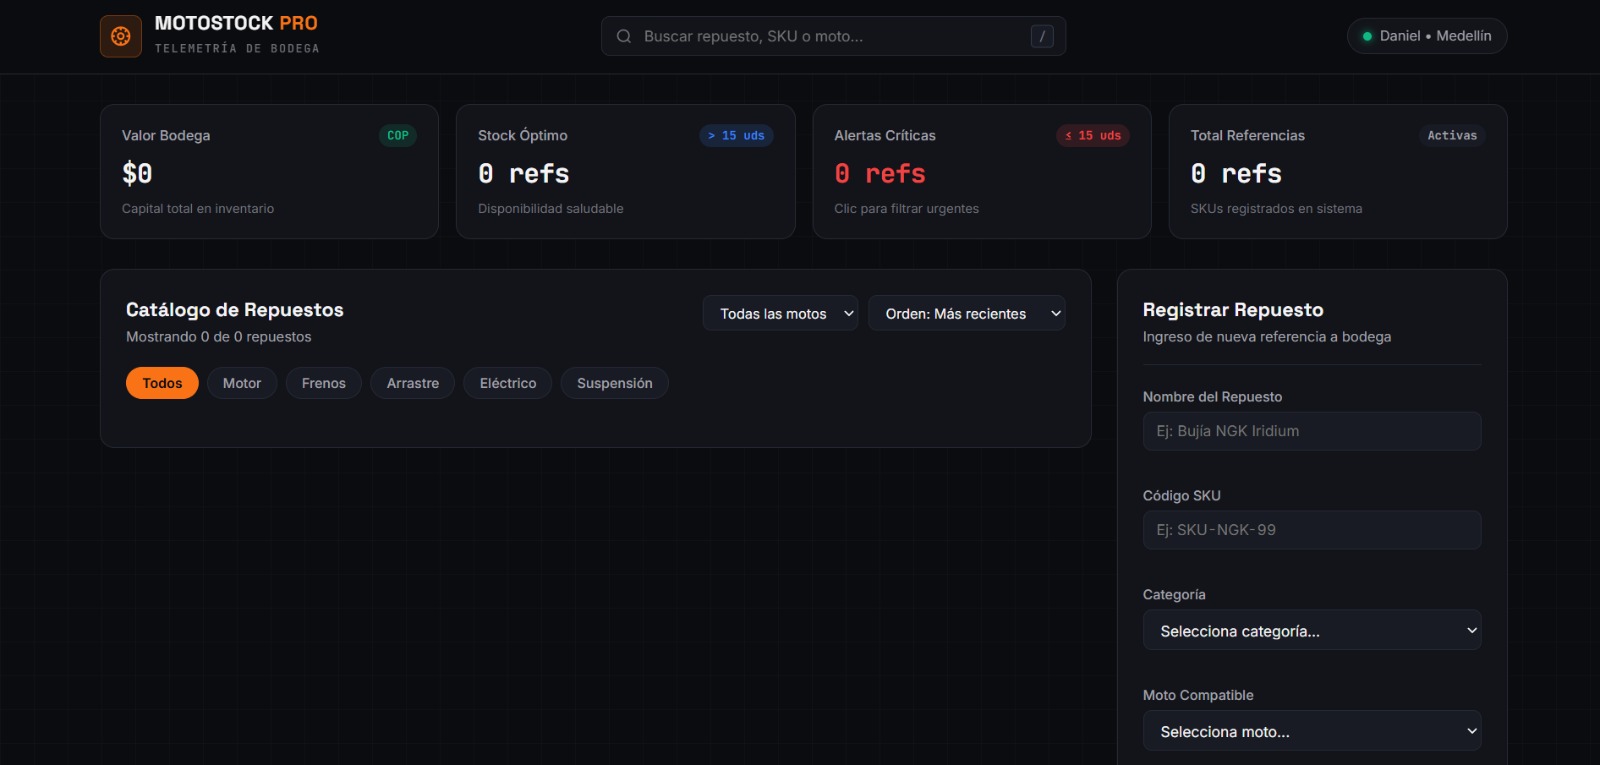 MOTOSTOCK PRO
TELEMETRÍA DE BODEGA
Buscar repuesto, SKU o moto...
/
Daniel • Medellín
Valor Bodega
COP
$0
Capital total en inventario
Stock Óptimo
> 15 uds
0 refs
Disponibilidad saludable
Alertas Críticas
≤ 15 uds
0 refs
Clic para filtrar urgentes
Total Referencias
Activas
0 refs
SKUs registrados en sistema
Catálogo de Repuestos
Mostrando 0 de 0 repuestos
Todas las motos
Orden: Más recientes
Todos
Motor
Frenos
Arrastre
Eléctrico
Suspensión
Registrar Repuesto
Ingreso de nueva referencia a bodega
Nombre del Repuesto
Ej: Bujía NGK Iridium
Código SKU
Ej: SKU-NGK-99
Categoría
Selecciona categoría...
Moto Compatible
Selecciona moto...